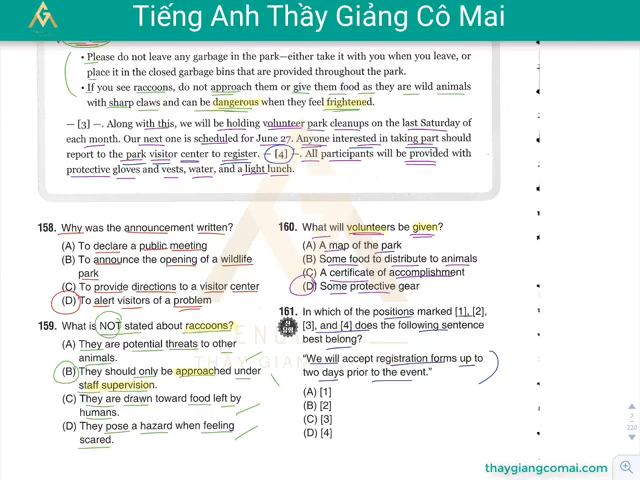 Tiếng Anh Thầy Giảng Cô Mai
• Please do not leave any garbage in the park—either take it with you when you leave, or
place it in the closed garbage bins that are provided throughout the park.
• If you see raccoons, do not approach them or give them food as they are wild animals
with sharp claws and can be dangerous when they feel frightened.
— [3] —. Along with this, we will be holding volunteer park cleanups on the last Saturday of
each month. Our next one is scheduled for June 27. Anyone interested in taking part should
report to the park visitor center to register. — [4] —. All participants will be provided with
protective gloves and vests, water, and a light lunch.
158. Why was the announcement written?
(A) To declare a public meeting
(B) To announce the opening of a wildlife
park
(C) To provide directions to a visitor center
(D) To alert visitors of a problem
159. What is NOT stated about raccoons?
(A) They are potential threats to other
animals.
(B) They should only be approached under
staff supervision.
(C) They are drawn toward food left by
humans.
(D) They pose a hazard when feeling
scared.
160. What will volunteers be given?
(A) A map of the park
(B) Some food to distribute to animals
(C) A certificate of accomplishment
(D) Some protective gear
161. In which of the positions marked [1], [2],
[3], and [4] does the following sentence
best belong?
"We will accept registration forms up to
two days prior to the event."
(A) [1]
(B) [2]
(C) [3]
(D) [4]
7
220
thaygiangcomai.com